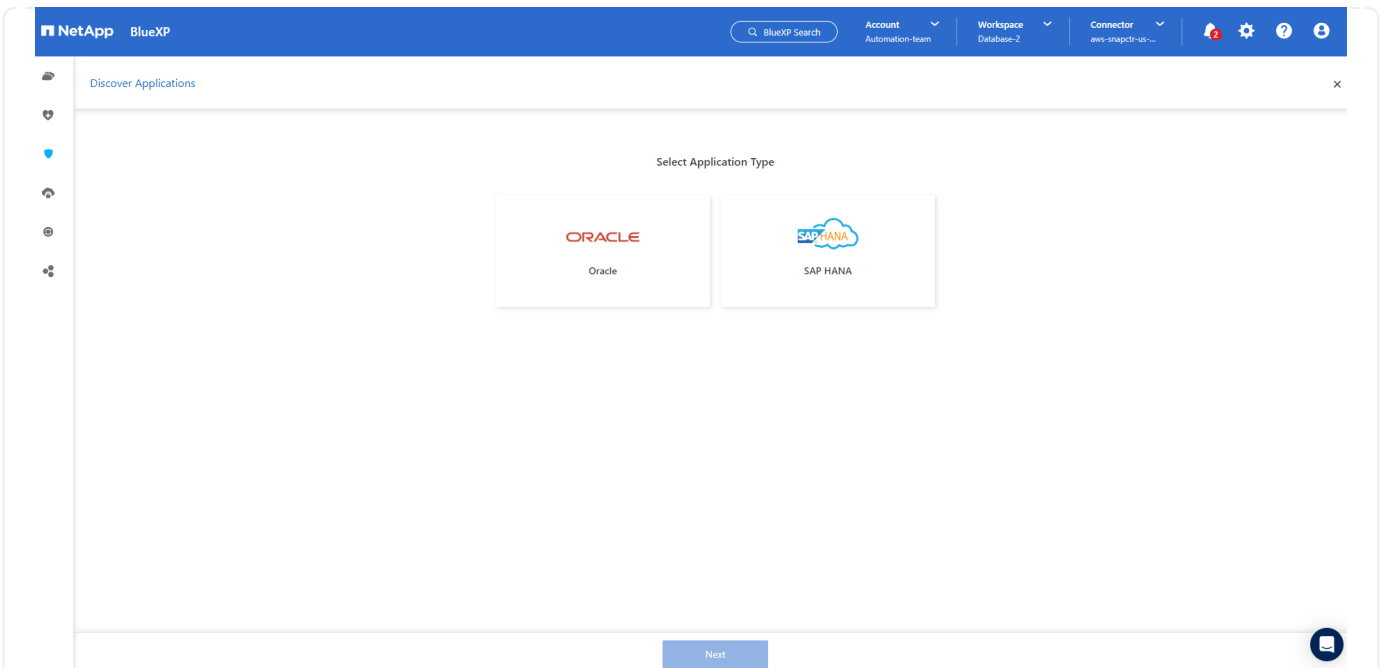 NetApp BlueXP
BlueXP Search
Account
Automation-team
Workspace
Database-2
Connector
aws-snapctr-us-...
2
Discover Applications
Select Application Type
ORACLE
Oracle
SAP HANA
SAP HANA
Next